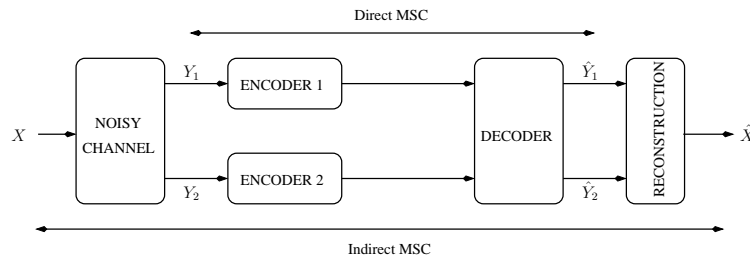 Direct MSC
Y₁
ENCODER 1
Ŷ₁
X
NOISY
CHANNEL
DECODER
RECONSTRUCTION
X̂
Y₂
ENCODER 2
Ŷ₂
Indirect MSC